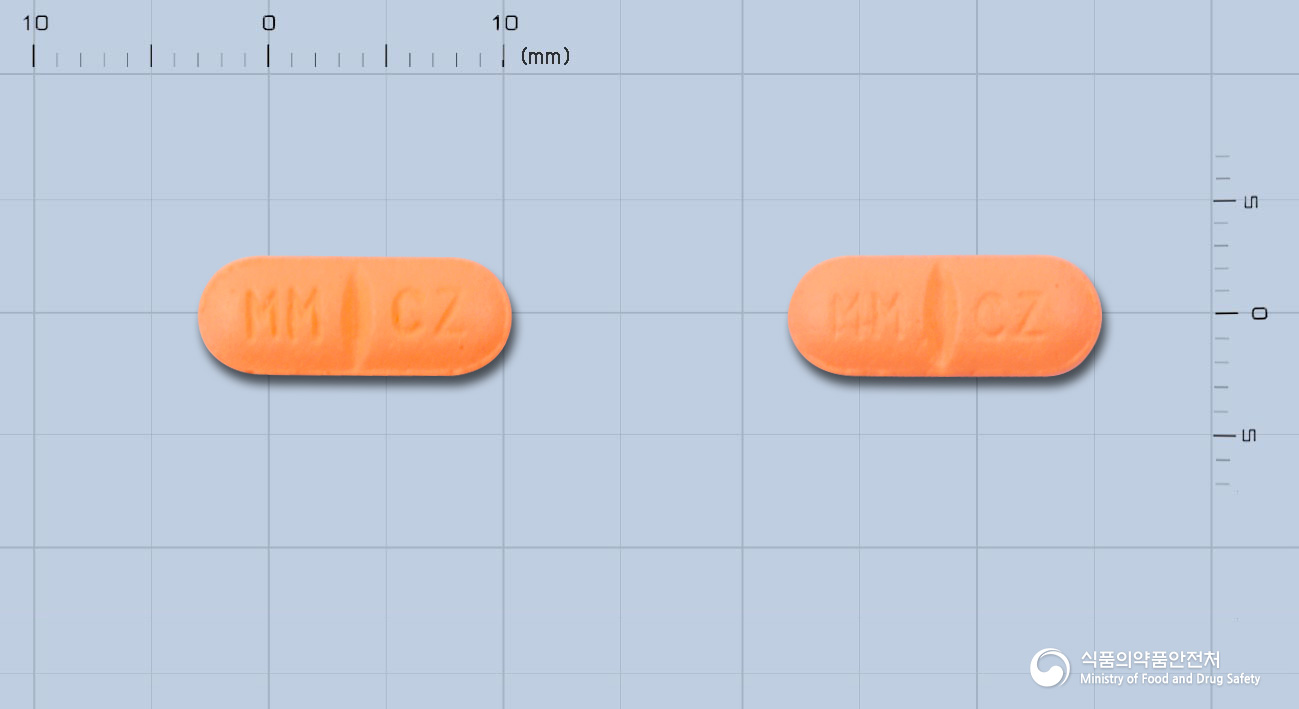 10 0 10
(mm)
MM CZ
MM CZ
5
0
5
식품의약품안전처
Ministry of Food and Drug Safety